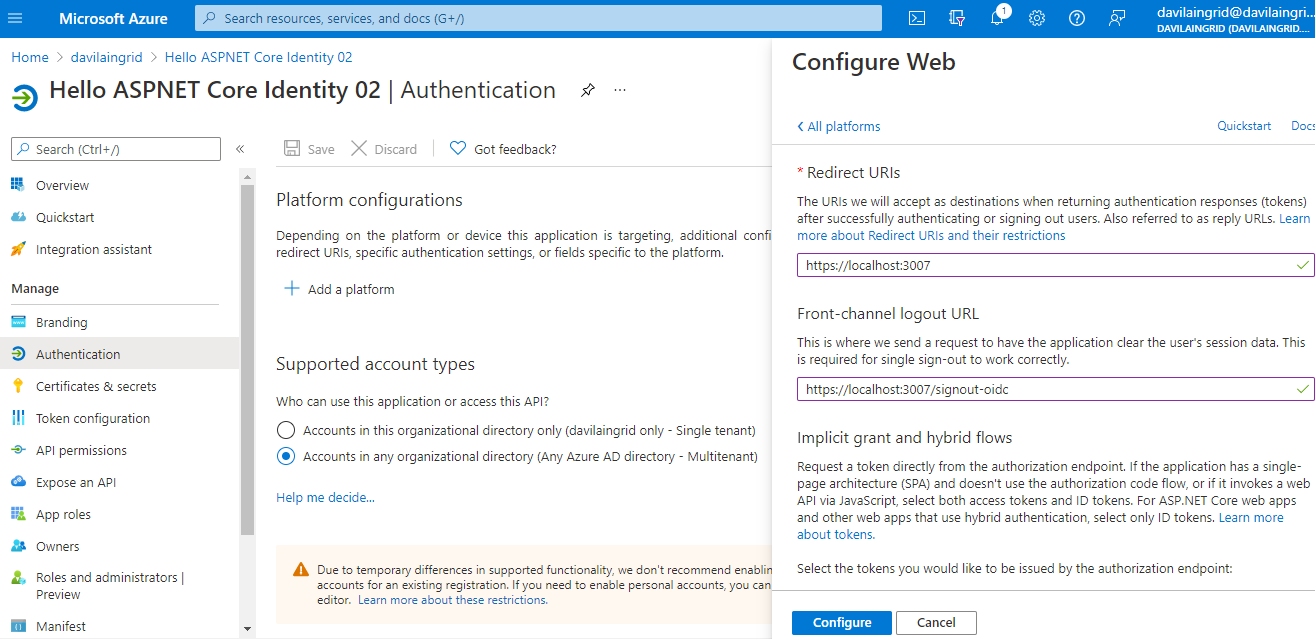 Microsoft Azure
Search resources, services, and docs (G+/)
1
davilaingrid@davilaingri...
DAVILAINGRID (DAVILAINGRID....
Home > davilaingrid > Hello ASPNET Core Identity 02
Hello ASPNET Core Identity 02 | Authentication
...
Search (Ctrl+/)
«
Overview
Quickstart
Integration assistant
Manage
Branding
Authentication
Certificates & secrets
Token configuration
API permissions
Expose an API
App roles
Owners
Roles and administrators |
Preview
Manifest
Save
Discard
Got feedback?
Platform configurations
Depending on the platform or device this application is targeting, additional confi
redirect URIs, specific authentication settings, or fields specific to the platform.
Add a platform
Supported account types
Who can use this application or access this API?
Accounts in this organizational directory only (davilaingrid only - Single tenant)
Accounts in any organizational directory (Any Azure AD directory - Multitenant)
Help me decide...
Due to temporary differences in supported functionality, we don't recommend enablin
accounts for an existing registration. If you need to enable personal accounts, you can
editor. Learn more about these restrictions.
Configure Web
All platforms
Quickstart
Docs
* Redirect URIs
The URIs we will accept as destinations when returning authentication responses (tokens)
after successfully authenticating or signing out users. Also referred to as reply URLs. Learn
more about Redirect URIs and their restrictions
https://localhost:3007
Front-channel logout URL
This is where we send a request to have the application clear the user's session data. This
is required for single sign-out to work correctly.
https://localhost:3007/signout-oidc
Implicit grant and hybrid flows
Request a token directly from the authorization endpoint. If the application has a single-
page architecture (SPA) and doesn't use the authorization code flow, or if it invokes a web
API via JavaScript, select both access tokens and ID tokens. For ASP.NET Core web apps
and other web apps that use hybrid authentication, select only ID tokens. Learn more
about tokens.
Select the tokens you would like to be issued by the authorization endpoint:
Configure
Cancel